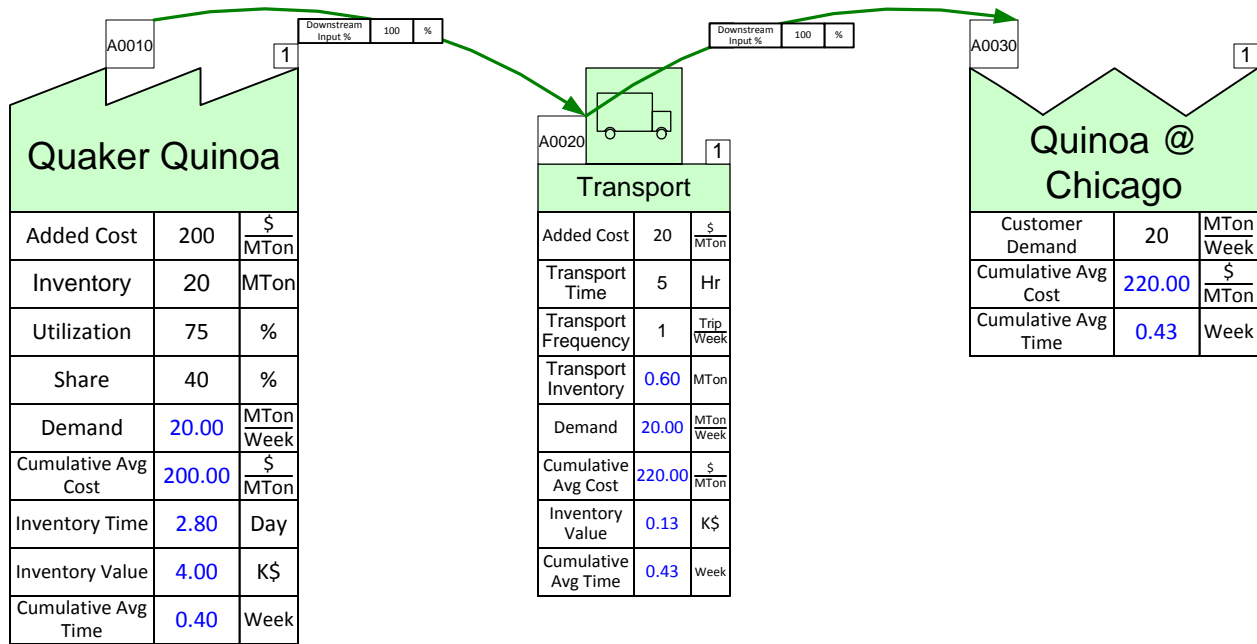 A0010
1
Downstream
Input %
100
%
Downstream
Input %
100
%
A0030
1
A0020
1
Quaker Quinoa
Added Cost 200 $
MTon
Inventory 20 MTon
Utilization 75 %
Share 40 %
Demand 20.00 MTon
Week
Cumulative Avg
Cost 200.00 $
MTon
Inventory Time 2.80 Day
Inventory Value 4.00 K$
Cumulative Avg
Time 0.40 Week
Transport
Added Cost 20 $
MTon
Transport
Time 5 Hr
Transport
Frequency 1 Trip
Week
Transport
Inventory 0.60 MTon
Demand 20.00 MTon
Week
Cumulative
Avg Cost 220.00 $
MTon
Inventory
Value 0.13 K$
Cumulative
Avg Time 0.43 Week
Quinoa @
Chicago
Customer
Demand 20 MTon
Week
Cumulative Avg
Cost 220.00 $
MTon
Cumulative Avg
Time 0.43 Week